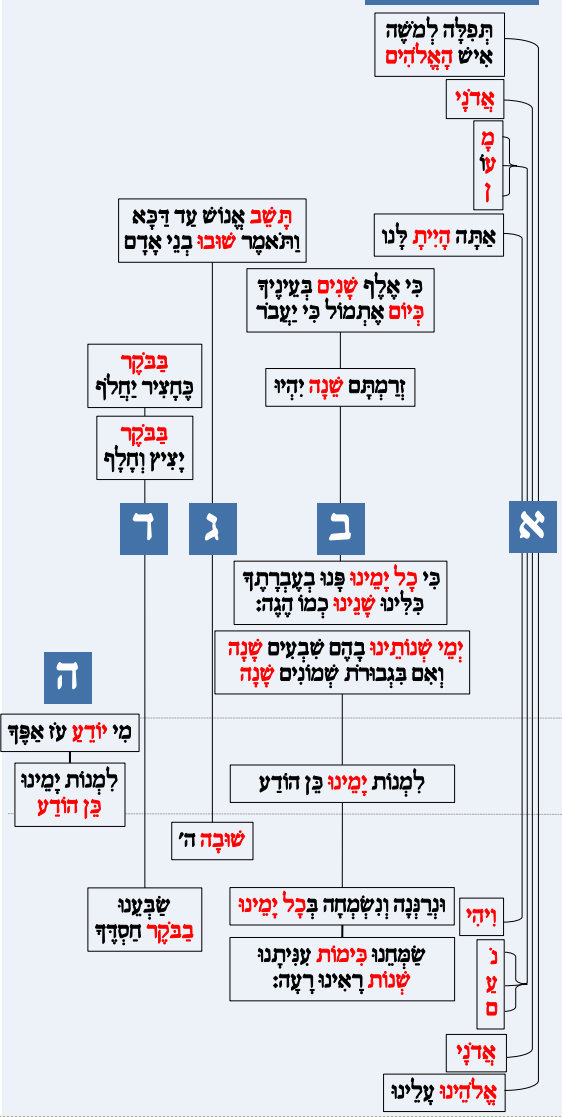 תְּפִלָּה לְמֹשֶׁה
אִישׁ הָאֱלֹהִים
אֲדֹנָי
מָ
עוֹ
ן
אַתָּה הָיִיתָ לָּנוּ
תָּשֵׁב אֱנוֹשׁ עַד דַּכָּא
וַתֹּאמֶר שׁוּבוּ בְנֵי אָדָם
כִּי אֶלֶף שָׁנִים בְּעֵינֶיךָ
כְּיוֹם אֶתְמוֹל כִּי יַעֲבֹר
זְרַמְתָּם שֵׁנָה יִהְיוּ
בַּבֹּקֶר
כֶּחָצִיר יַחֲלֹף
בַּבֹּקֶר
יָצִיץ וְחָלָף
א
ב
ג
ד
כִּי כָל יָמֵינוּ פָּנוּ בְעֶבְרָתֶךָ
כִּלִּינוּ שָׁנֵינוּ כְמוֹ הֶגֶה:
יְמֵי שְׁנוֹתֵינוּ בָהֶם שִׁבְעִים שָׁנָה
וְאִם בִּגְבוּרֹת שְׁמוֹנִים שָׁנָה
ה
מִי יוֹדֵעַ עֹז אַפֶּךָ
לִמְנוֹת יָמֵינוּ
כֵּן הוֹדַע
לִמְנוֹת יָמֵינוּ כֵּן הוֹדַע
שׁוּבָה ה'
וּנְרַנְּנָה וְנִשְׂמְחָה בְּכָל יָמֵינוּ
שַׂמְּחֵנוּ כִּימוֹת עִנִּיתָנוּ
שְׁנוֹת רָאִינוּ רָעָה:
שַׂבְּעֵנוּ
בַבֹּקֶר חַסְדֶּךָ
וִיהִי
נֹ
עַ
ם
אֲדֹנָי
אֱלֹהֵינוּ עָלֵינוּ